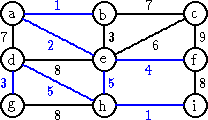 a 1 b 7 c
7 2 3 6 9
d 8 e 4 f
3 5 5 8
g 8 h 1 i